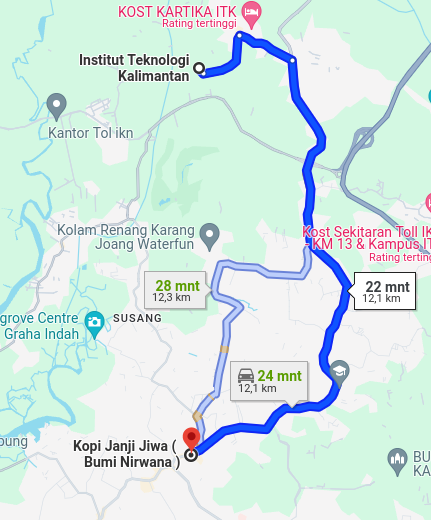 KOST KARTIKA ITK
Rating tertinggi
Institut Teknologi
Kalimantan
Kantor Tol ikn
Kolam Renang Karang
Joang Waterfun
Kost Sekitaran Toll IK
KM 13 & Kampus IT
Rating terting
28 mnt
12,3 km
22 mnt
12,1 km
grove Centre
Graha Indah
SUSANG
24 mnt
12,1 km
Kopi Janji Jiwa (
Bumi Nirwana )
pung
BU
KA